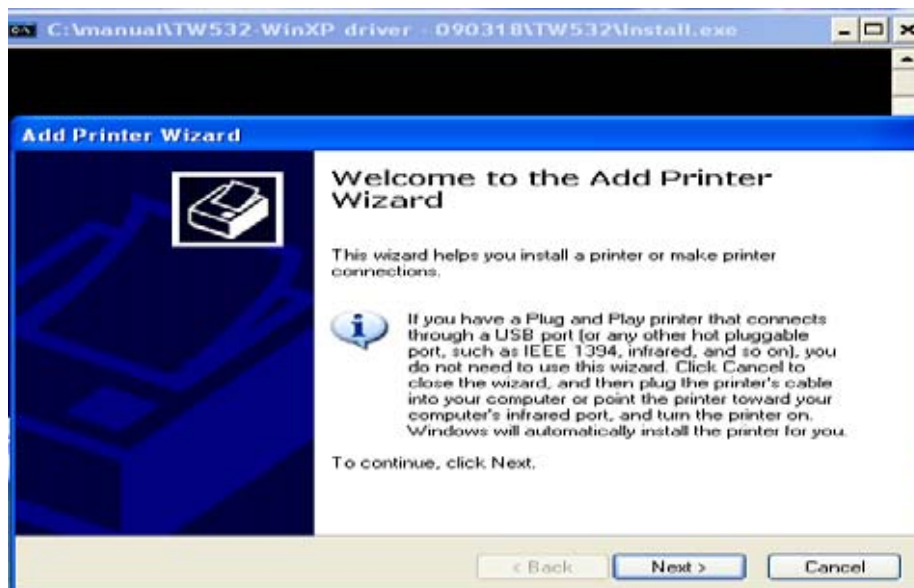 C:\manual\TW532-WinXP driver - 090318\TW532\Install.exe
Add Printer Wizard
Welcome to the Add Printer
Wizard
This wizard helps you install a printer or make printer
connections.
If you have a Plug and Play printer that connects
through a USB port (or any other hot pluggable
port, such as IEEE 1394, infrared, and so on), you
do not need to use this wizard. Click Cancel to
close the wizard, and then plug the printer's cable
into your computer or point the printer toward your
computer's infrared port, and turn the printer on.
Windows will automatically install the printer for you.
To continue, click Next.
< Back Next > Cancel